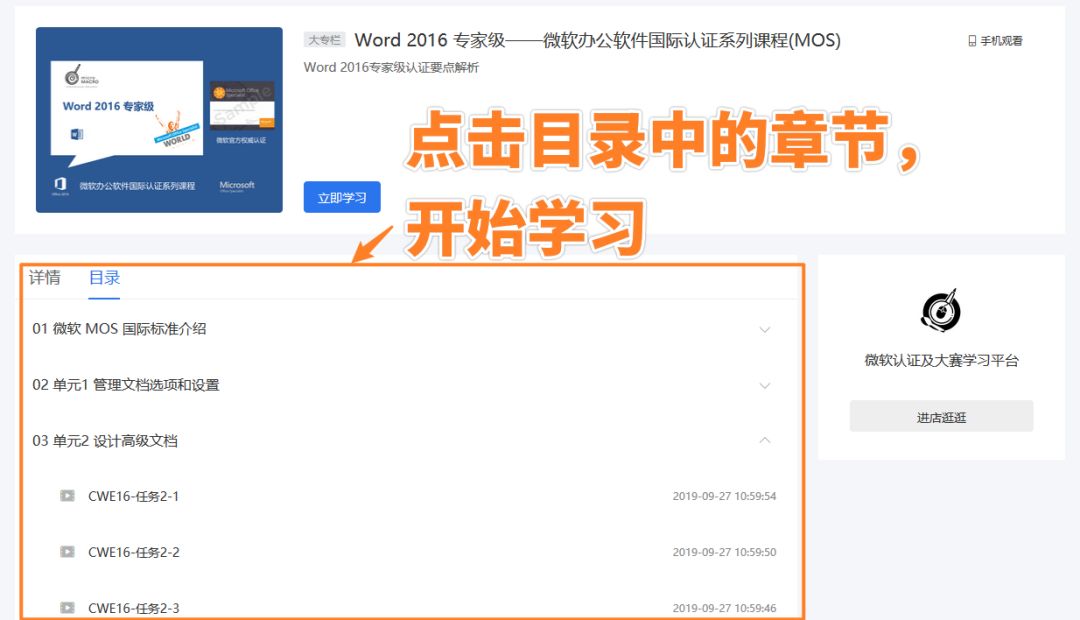 大专栏 Word 2016 专家级——微软办公软件国际认证系列课程(MOS)
手机观看
Word 2016专家级认证要点解析
MACRO
Word 2016 专家级
WORLD
Microsoft Office
Sample
微软官方权威认证
微软办公软件国际认证系列课程
Microsoft
立即学习
点击目录中的章节，
开始学习
详情 目录
01 微软 MOS 国际标准介绍
02 单元1 管理文档选项和设置
03 单元2 设计高级文档
CWE16-任务2-1 2019-09-27 10:59:54
CWE16-任务2-2 2019-09-27 10:59:50
CWE16-任务2-3 2019-09-27 10:59:46
微软认证及大赛学习平台
进店逛逛